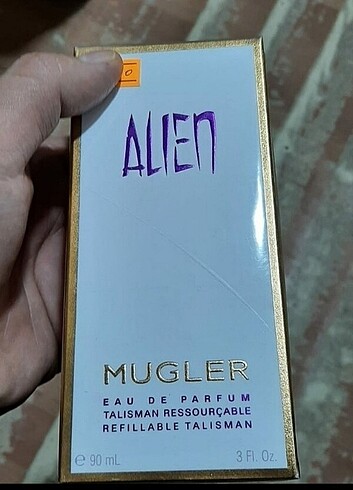 ALIEN
MUGLER
EAU DE PARFUM
TALISMAN RESSOURÇABLE
REFILLABLE TALISMAN
℮ 90 mL 3 Fl. Oz.